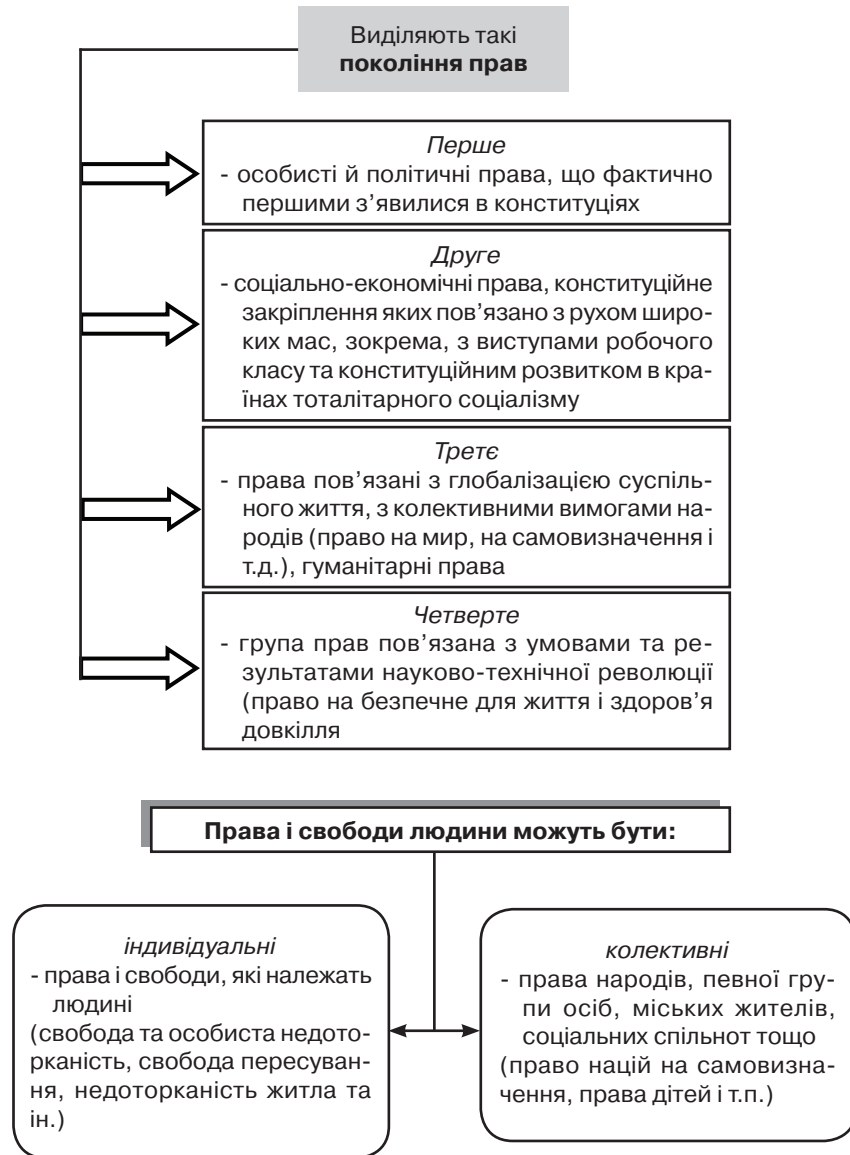 Виділяють такі
покоління прав
Перше
- особисті й політичні права, що фактично
першими з’явилися в конституціях
Друге
- соціально-економічні права, конституційне
закріплення яких пов’язано з рухом широ-
ких мас, зокрема, з виступами робочого
класу та конституційним розвитком в кра-
їнах тоталітарного соціалізму
Третє
- права пов’язані з глобалізацією суспіль-
ного життя, з колективними вимогами на-
родів (право на мир, на самовизначення і
т.д.), гуманітарні права
Четверте
- група прав пов’язана з умовами та ре-
зультатами науково-технічної революції
(право на безпечне для життя і здоров’я
довкілля
Права і свободи людини можуть бути:
індивідуальні
- права і свободи, які належать
людині
(свобода та особиста недото-
рканість, свобода пересуван-
ня, недоторканість житла та
ін.)
колективні
- права народів, певної гру-
пи осіб, міських жителів,
соціальних спільнот тощо
(право націй на самовизна-
чення, права дітей і т.п.)